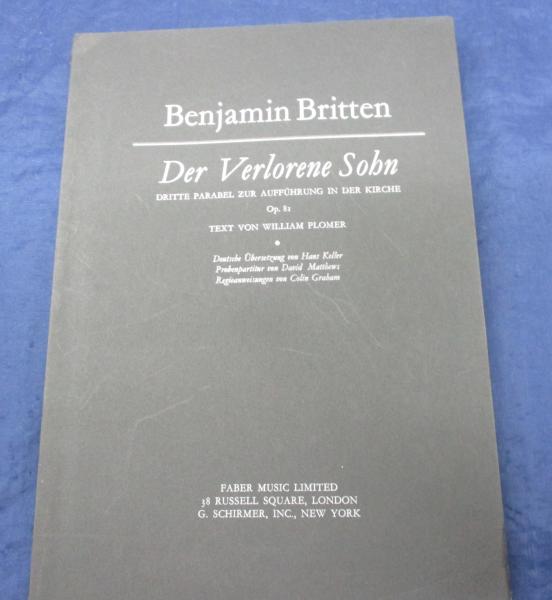 Benjamin Britten
Der Verlorene Sohn
DRITTE PARABEL ZUR AUFFÜHRUNG IN DER KIRCHE
Op. 81
TEXT VON WILLIAM PLOMER
Deutsche Übersetzung von Hans Keller
Probenpartitur von David Matthews
Regieanweisungen von Colin Graham
FABER MUSIC LIMITED
38 RUSSELL SQUARE, LONDON
G. SCHIRMER, INC., NEW YORK